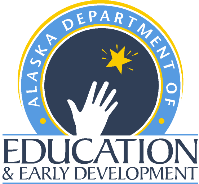 ALASKA DEPARTMENT OF
EDUCATION
& EARLY DEVELOPMENT